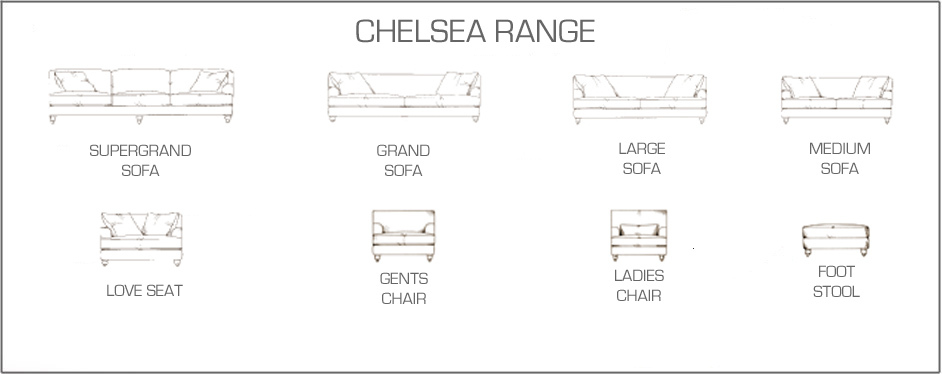 CHELSEA RANGE
SUPERGRAND
SOFA
GRAND
SOFA
LARGE
SOFA
MEDIUM
SOFA
LOVE SEAT
GENTS
CHAIR
LADIES
CHAIR
FOOT
STOOL